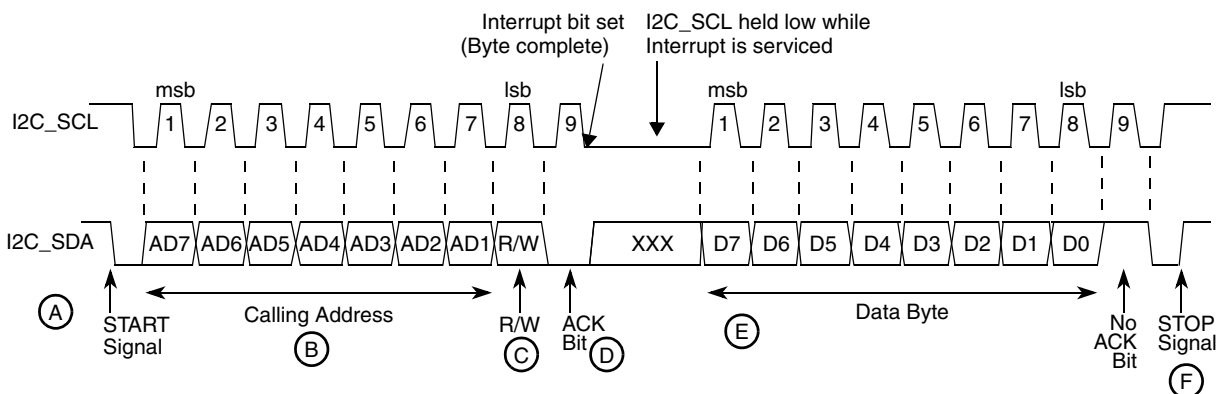 Interrupt bit set
(Byte complete)
I2C_SCL held low while
Interrupt is serviced
msb lsb msb lsb
I2C_SCL 1 2 3 4 5 6 7 8 9 1 2 3 4 5 6 7 8 9
I2C_SDA AD7 AD6 AD5 AD4 AD3 AD2 AD1 R/W XXX D7 D6 D5 D4 D3 D2 D1 D0
A
START
Signal
Calling Address
B
R/W
C
ACK
Bit
D
E
Data Byte
No
ACK
Bit
STOP
Signal
F